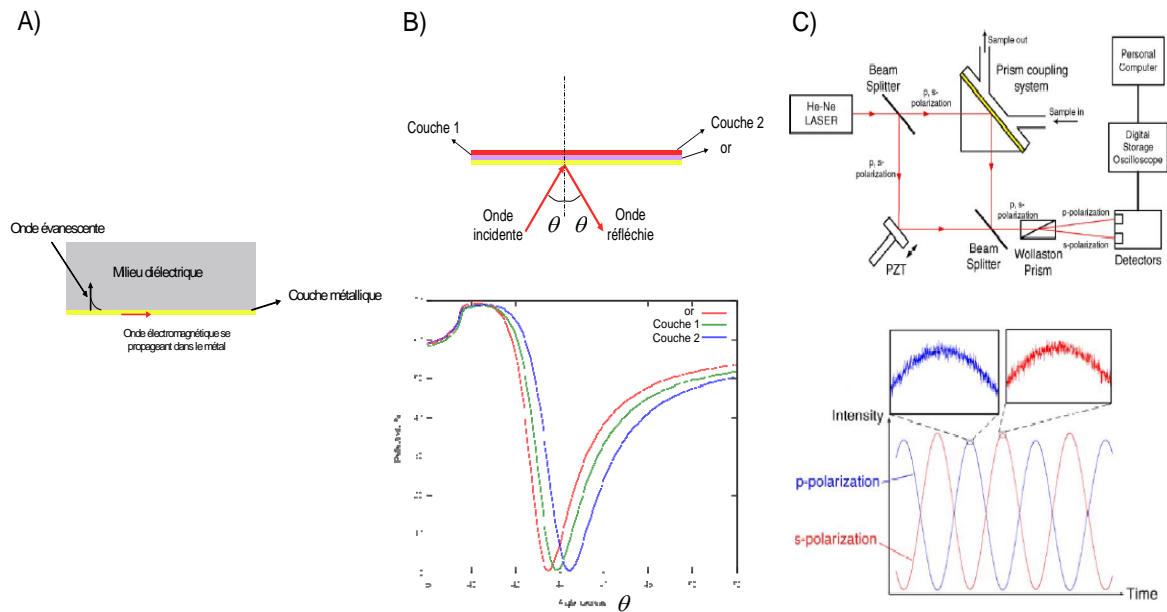 A)
Onde évanescente
Milieu diélectrique
Couche métallique
Onde électromagnétique se
propageant dans le métal
B)
Couche 1
Couche 2
or
Onde
incidente
θ
θ
Onde
réfléchie
or
Couche 1
Couche 2
θ
C)
Sample out
Personal
Computer
Beam
Splitter
Prism coupling
system
He-Ne
LASER
p, s-
polarization
Sample in
Digital
Storage
Oscilloscope
p, s-
polarization
p, s-
polarization
p-polarization
s-polarization
PZT
Beam
Splitter
Wollaston
Prism
Detectors
Intensity
p-polarization
s-polarization
Time